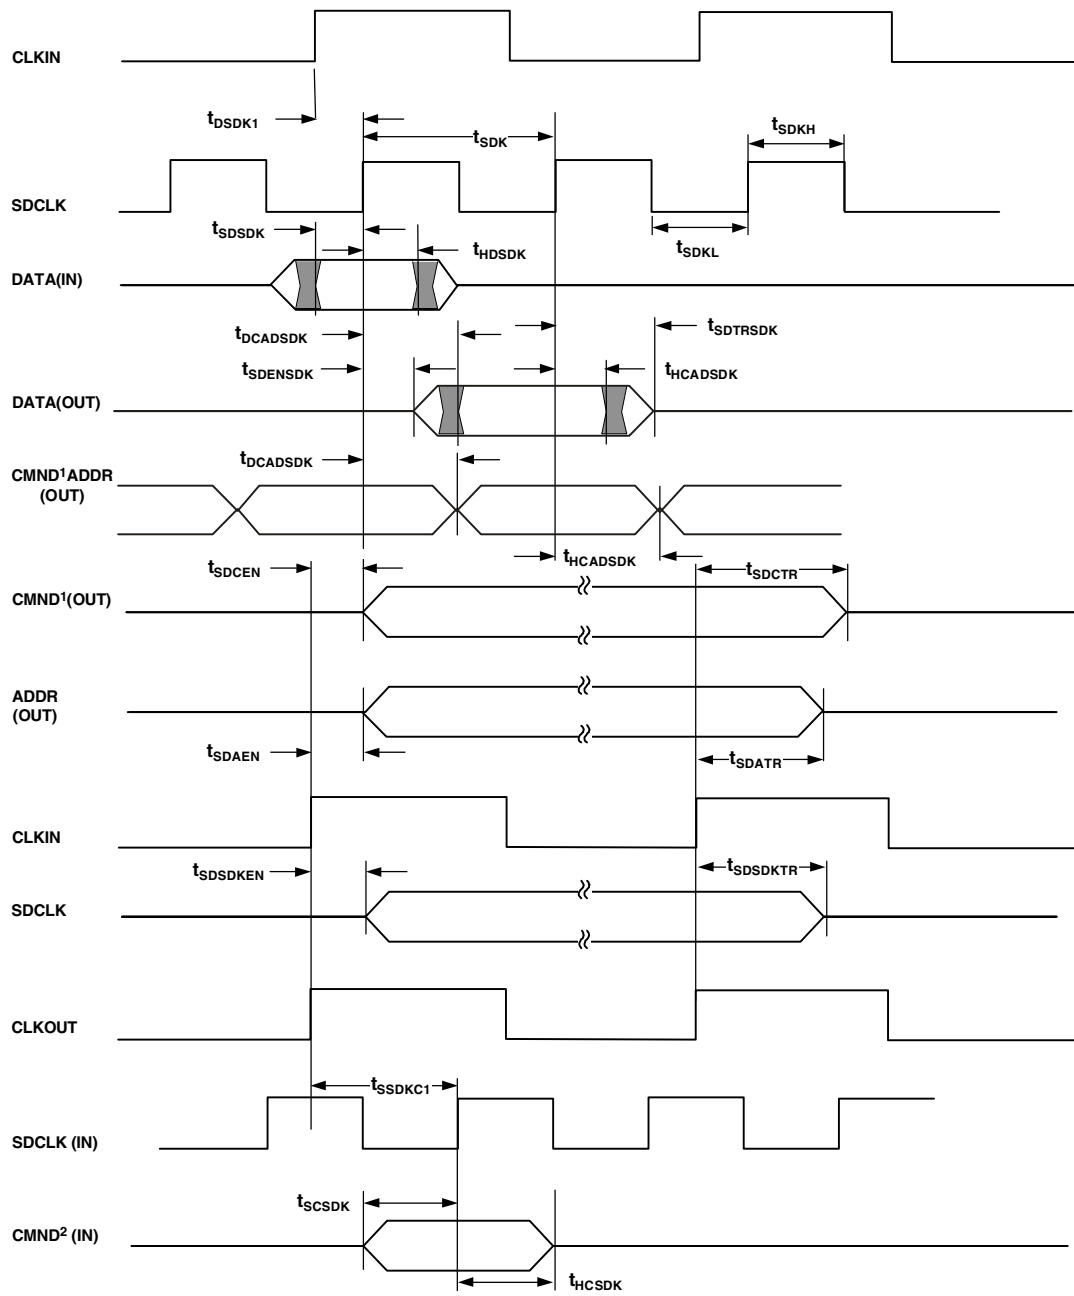 CLKIN
tDSDK1
tSDK
tSDKH
SDCLK
tSDSDK
tHDSDK
tSDKL
DATA(IN)
tDCADSDK
tSDTRSDK
tSDENSDK
tHCADSDK
DATA(OUT)
tDCADSDK
CMND1ADDR
(OUT)
tHCADSDK
tSDCEN
tSDCTR
CMND1(OUT)
ADDR
(OUT)
tSDAEN
tSDATR
CLKIN
tSDSDKEN
tSDSDKTR
SDCLK
CLKOUT
tSSDKC1
SDCLK (IN)
tSCSDK
CMND2 (IN)
tHCSDK